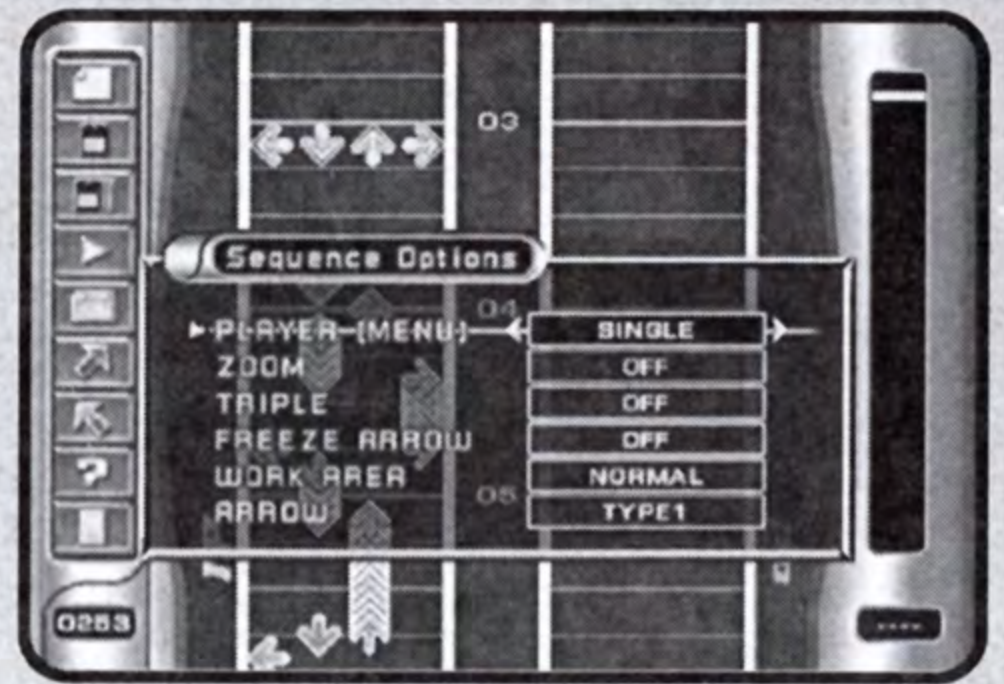 03
Sequence Options
04
PLAYER (MENU) SINGLE
ZOOM OFF
TRIPLE OFF
FREEZE ARROW OFF
WORK AREA NORMAL
05
ARROW TYPE1
0253
----